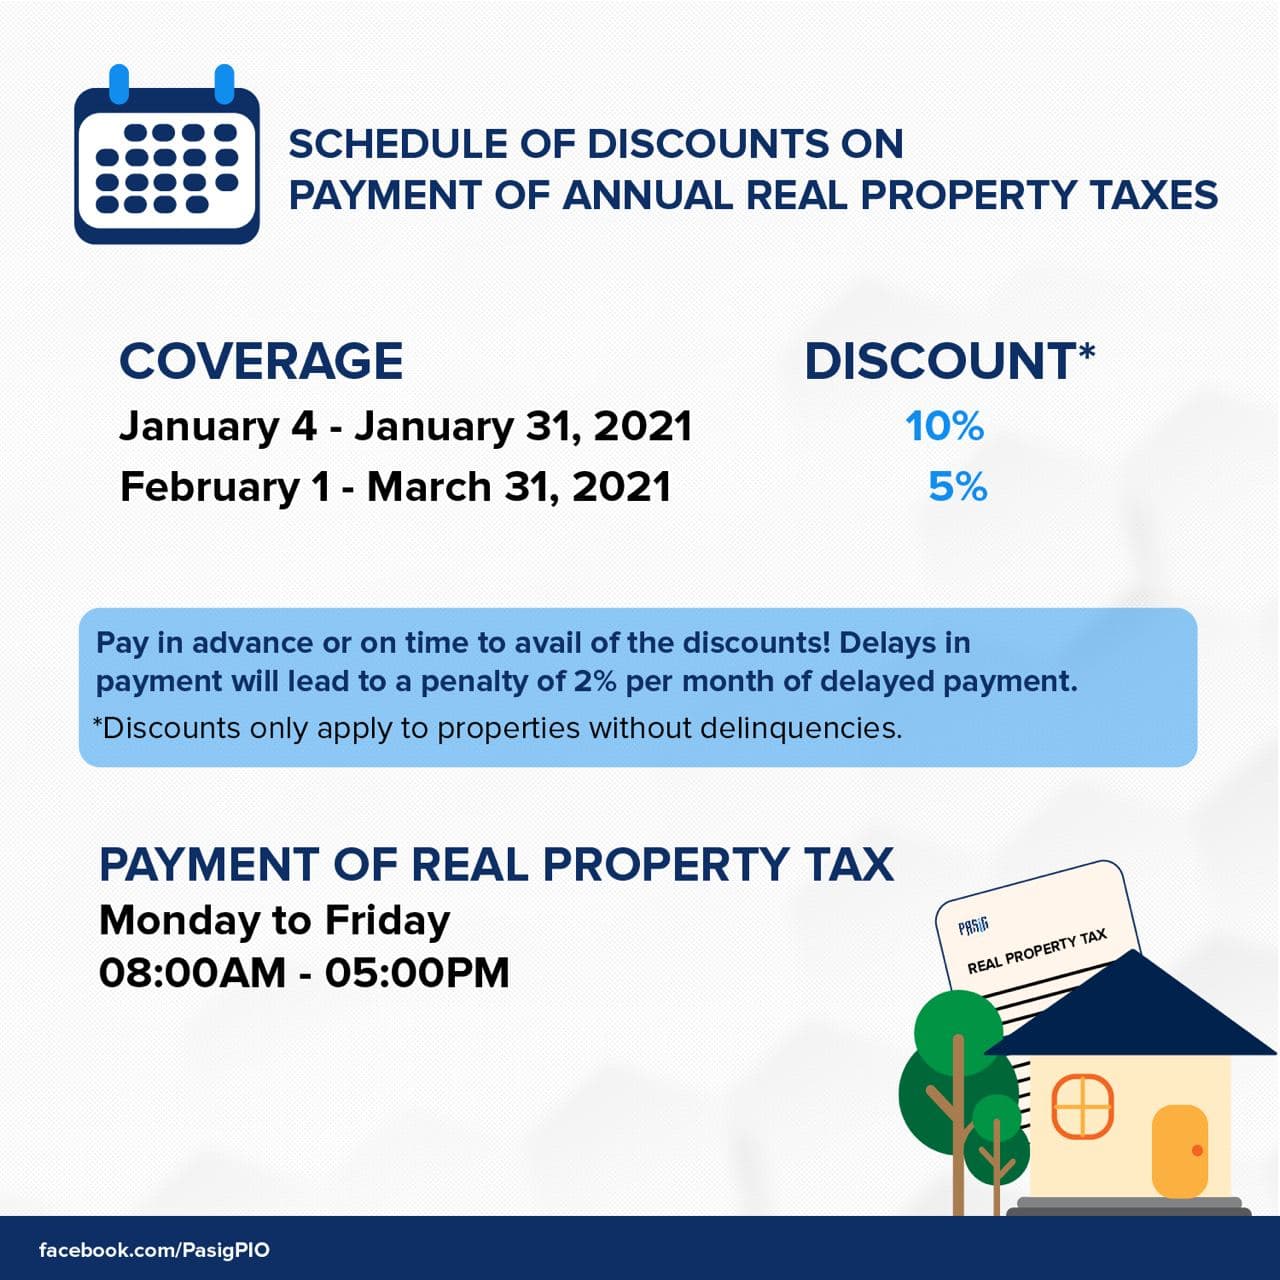 SCHEDULE OF DISCOUNTS ON
PAYMENT OF ANNUAL REAL PROPERTY TAXES
COVERAGE DISCOUNT*
January 4 - January 31, 2021 10%
February 1 - March 31, 2021 5%
Pay in advance or on time to avail of the discounts! Delays in
payment will lead to a penalty of 2% per month of delayed payment.
*Discounts only apply to properties without delinquencies.
PAYMENT OF REAL PROPERTY TAX
Monday to Friday
08:00AM - 05:00PM
PASIG
REAL PROPERTY TAX
facebook.com/PasigPIO